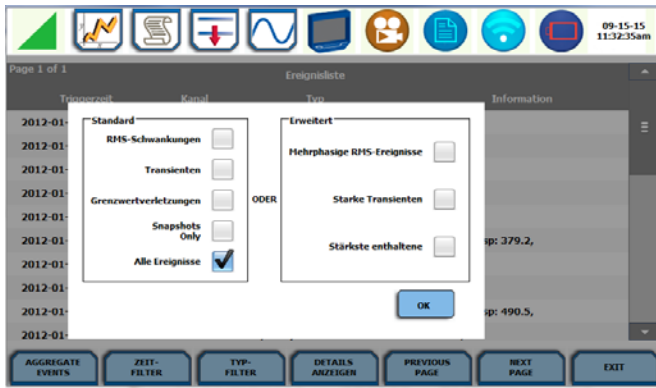 09-15-15
11:32:35am
Page 1 of 1
Ereignisliste
Triggerzeit Kanal Typ Information
Standard
RMS-Schwankungen
Transienten
Grenzwertverletzungen
Snapshots
Only
Alle Ereignisse
ODER
Erweitert
Mehrphasige RMS-Ereignisse
Starke Transienten
Stärkste enthaltene
OK
2012-01-
2012-01-
2012-01-
2012-01-
2012-01-
2012-01- sp: 379.2,
2012-01-
2012-01-
2012-01- sp: 490.5,
2012-01-
AGGREGATE
EVENTS
ZEIT-
FILTER
TYP-
FILTER
DETAILS
ANZEIGEN
PREVIOUS
PAGE
NEXT
PAGE
EXIT